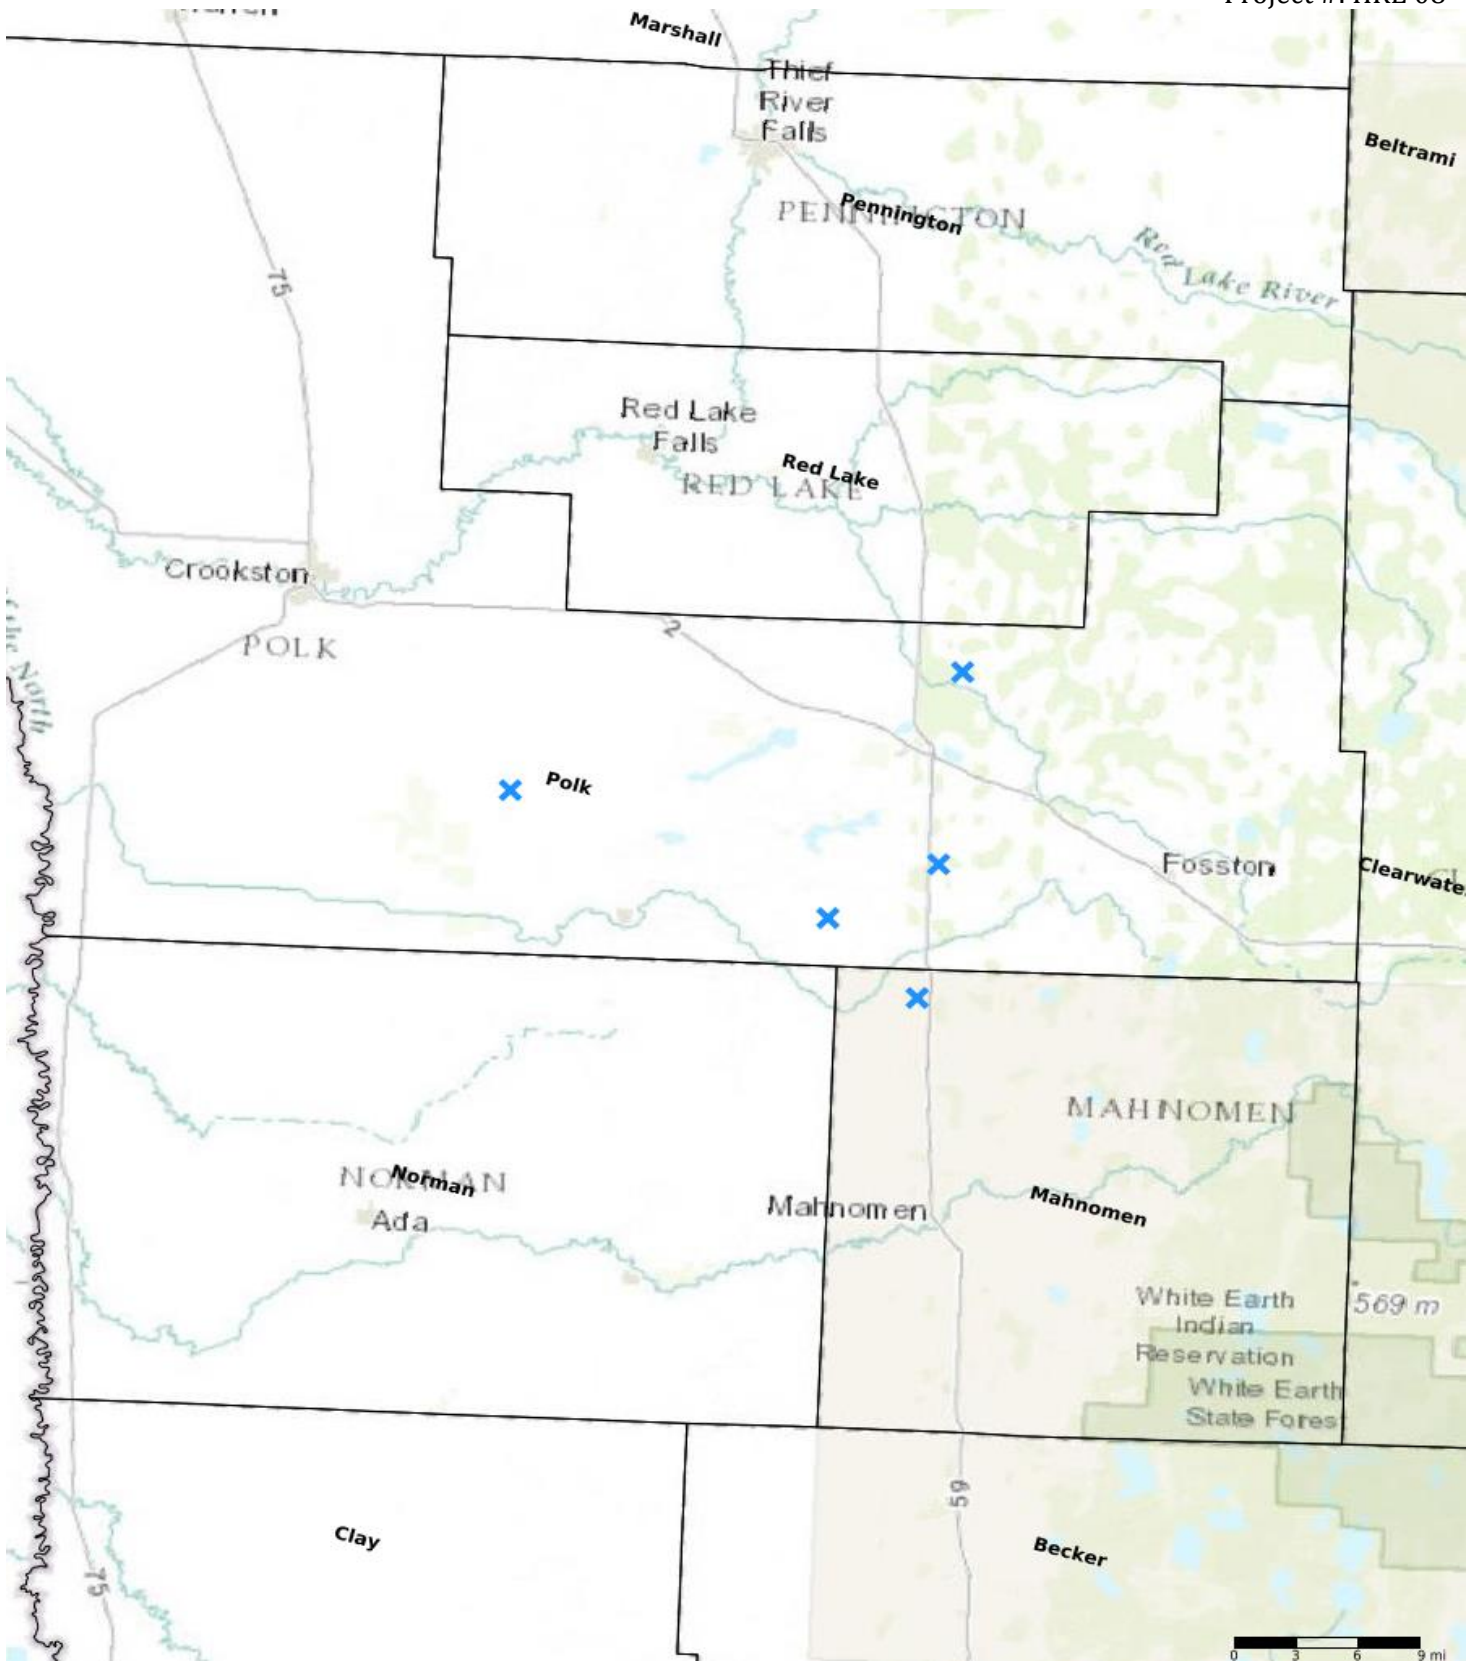 Marshall
Thief
River
Falls
Beltrami
PENNINGTON
Pennington
75
Red Lake River
Red Lake
Falls
Red Lake
RED LAKE
Crookston
2
POLK
North
Polk
Fosston
Clearwate
MAHNOMEN
Norman
NORMAN
Ada
Mahnomen
Mahnomen
White Earth
Indian
Reservation
569 m
White Earth
State Forest
59
Clay
Becker
75
0 3 6 9 mi